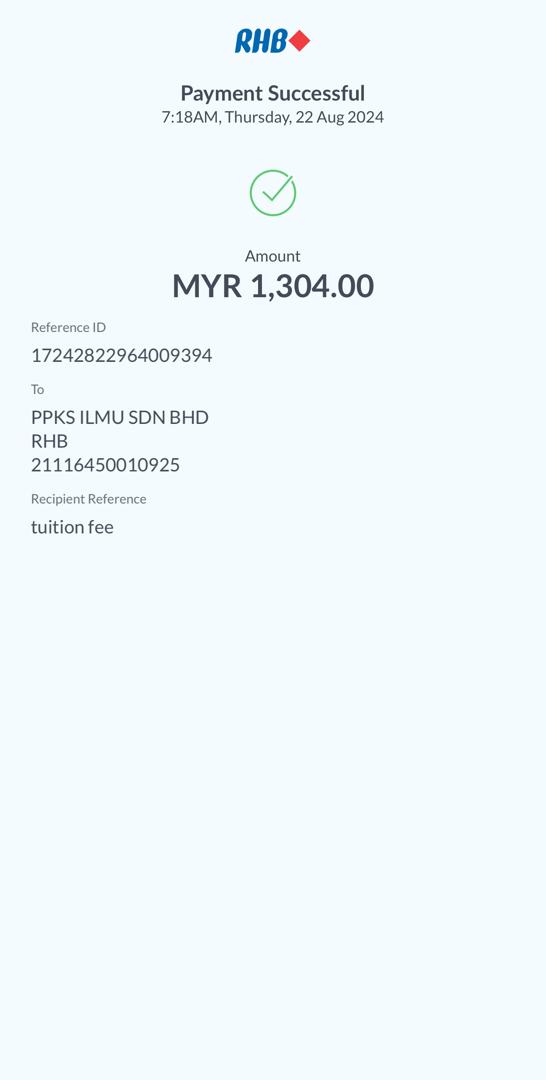 RHB
Payment Successful
7:18AM, Thursday, 22 Aug 2024
Amount
MYR 1,304.00
Reference ID
17242822964009394
To
PPKS ILMU SDN BHD
RHB
21116450010925
Recipient Reference
tuition fee